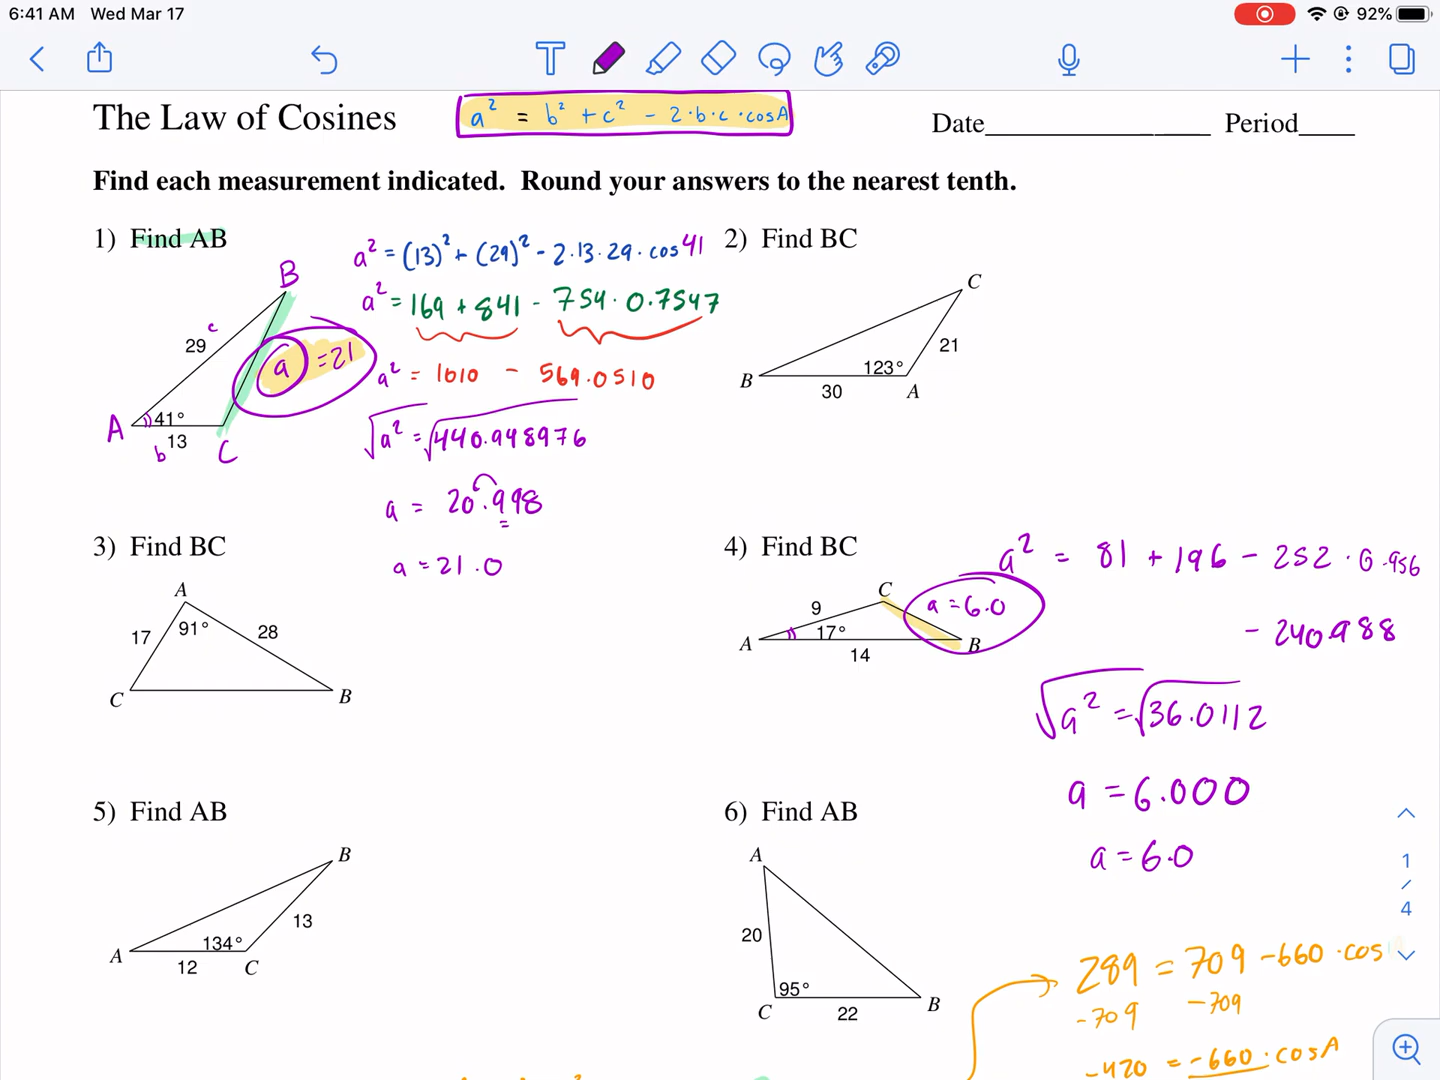 6:41 AM Wed Mar 17
92%
The Law of Cosines
a² = b² + c² - 2·b·c·cosA
Date Period
Find each measurement indicated. Round your answers to the nearest tenth.
1) Find AB
a² = (13)² + (29)² - 2·13·29·cos41
a² = 169 + 841 - 754·0.7547
a² = 1010 - 569.0510
√a² = √440.948976
a = 20.998
a = 21.0
B
c
29
a = 21
A
41°
13
b
C
2) Find BC
C
21
123°
B
30
A
3) Find BC
A
17
91°
28
C
B
4) Find BC
a² = 81 + 196 - 252·0.956
- 240.988
√a² = √36.0112
a = 6.000
a = 6.0
C
9
a = 6.0
17°
A
14
B
5) Find AB
B
13
134°
A
12
C
6) Find AB
A
20
95°
C
22
B
289 = 709 - 660·cos
-709 -709
-420 = -660·cosA
1
/
4